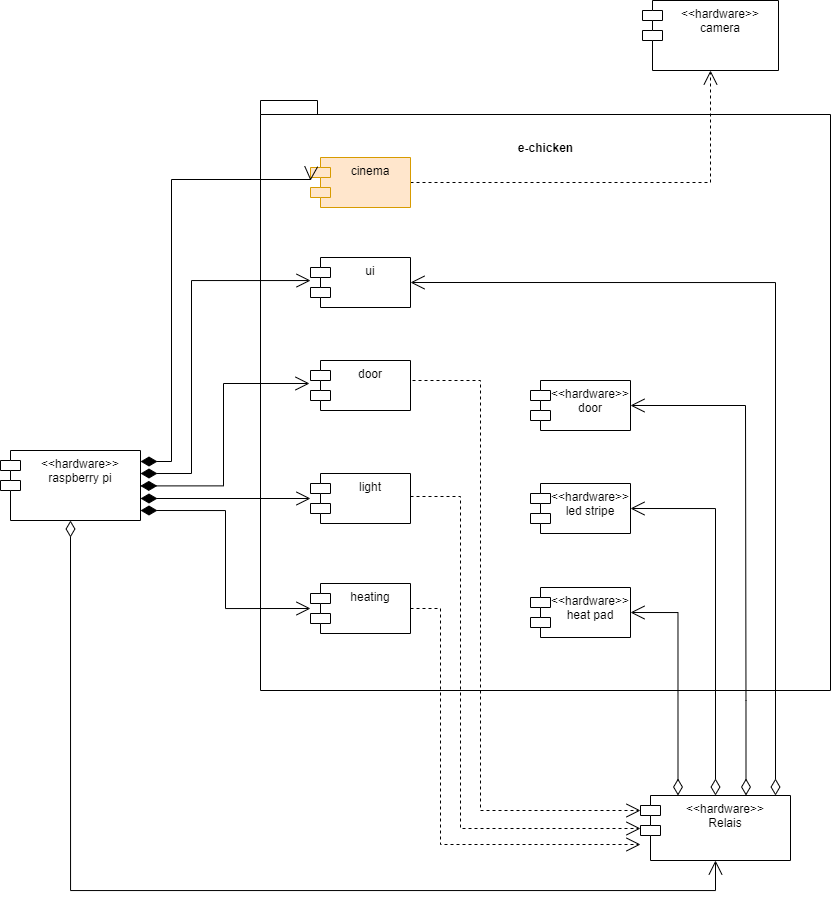 <<hardware>>
camera
e-chicken
cinema
ui
door
<<hardware>>
door
<<hardware>>
raspberry pi
light
<<hardware>>
led stripe
heating
<<hardware>>
heat pad
<<hardware>>
Relais